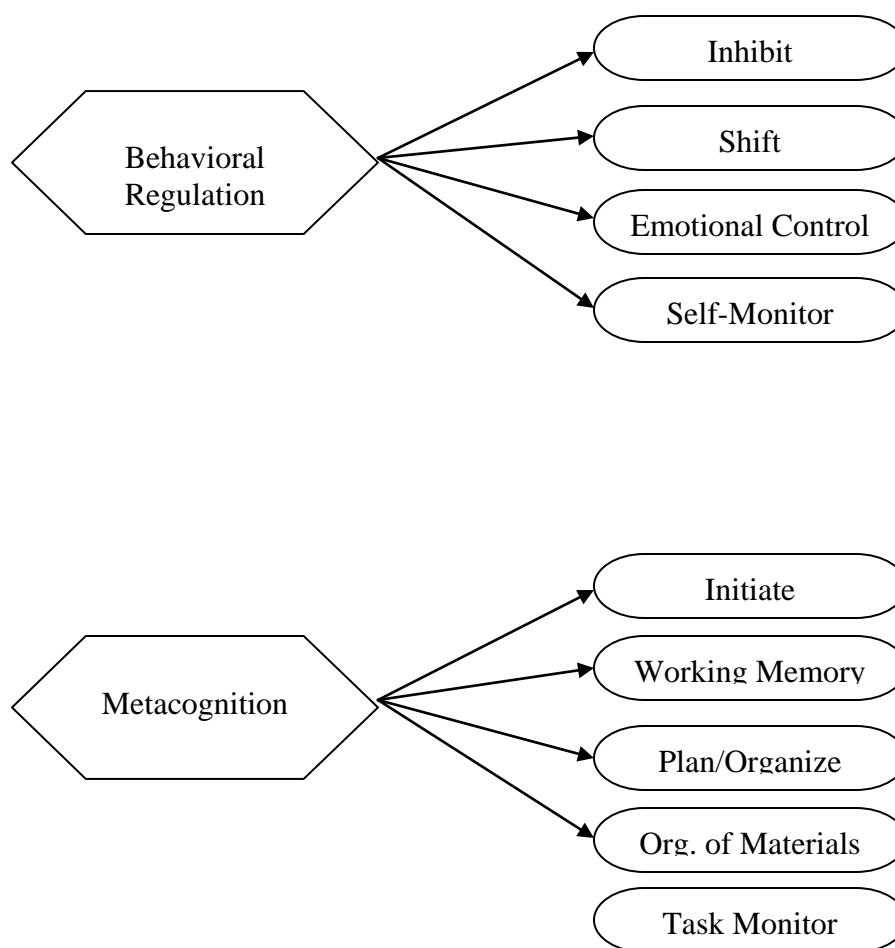 Behavioral
Regulation
Inhibit
Shift
Emotional Control
Self-Monitor
Metacognition
Initiate
Working Memory
Plan/Organize
Org. of Materials
Task Monitor